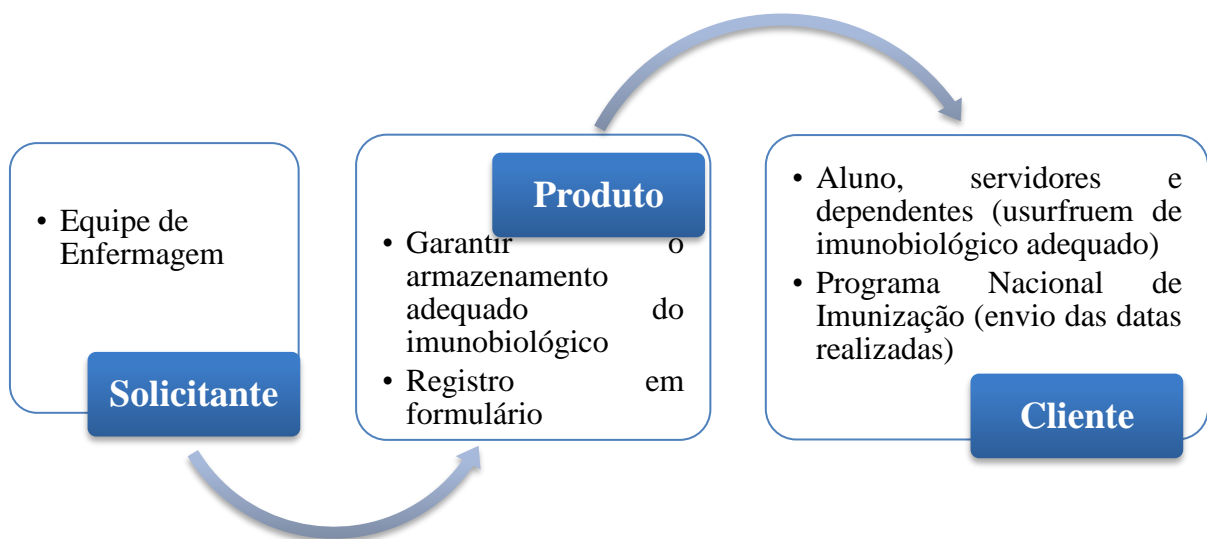 • Equipe de
Enfermagem
Solicitante
Produto
• Garantir o
armazenamento
adequado do
imunobiológico
• Registro em
formulário
• Aluno, servidores e
dependentes (usurfruem de
imunobiológico adequado)
• Programa Nacional de
Imunização (envio das datas
realizadas)
Cliente